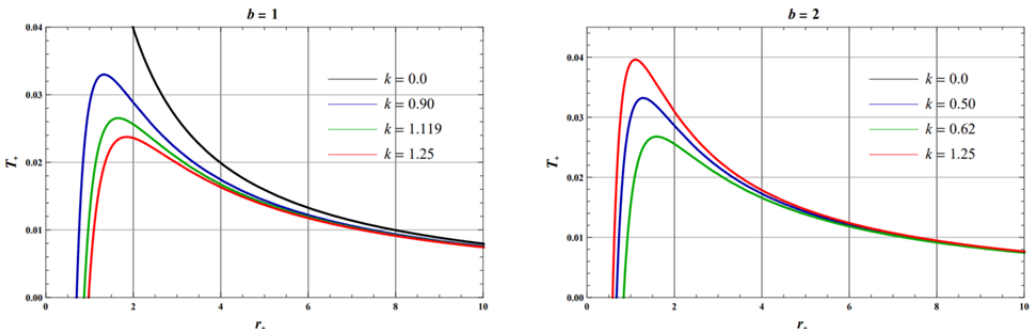 b = 1
0.04
0.03
0.02
0.01
0.00
T₊
0
2
4
6
8
10
r₊
k = 0.0
k = 0.90
k = 1.119
k = 1.25
b = 2
0.04
0.03
0.02
0.01
0.00
T₊
0
2
4
6
8
10
r₊
k = 0.0
k = 0.50
k = 0.62
k = 1.25